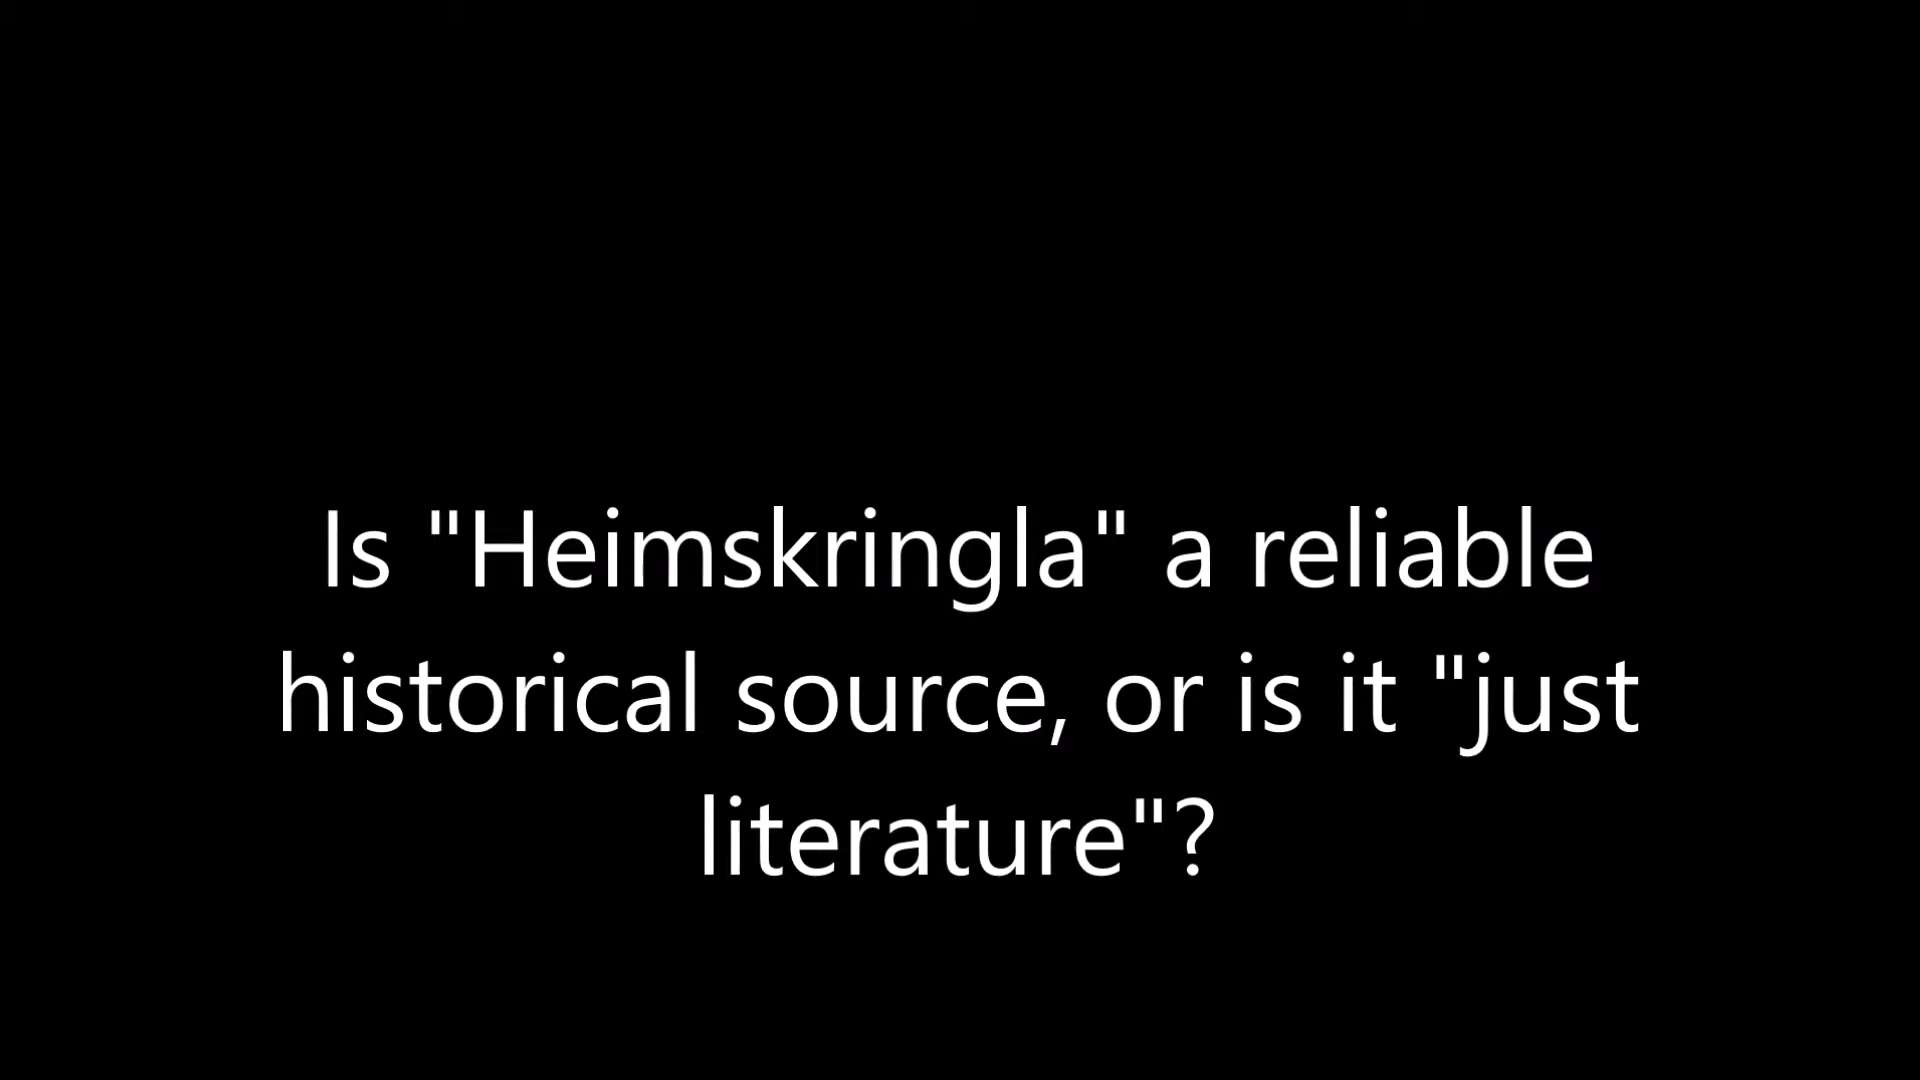 Is "Heimskringla" a reliable
historical source, or is it "just
literature"?